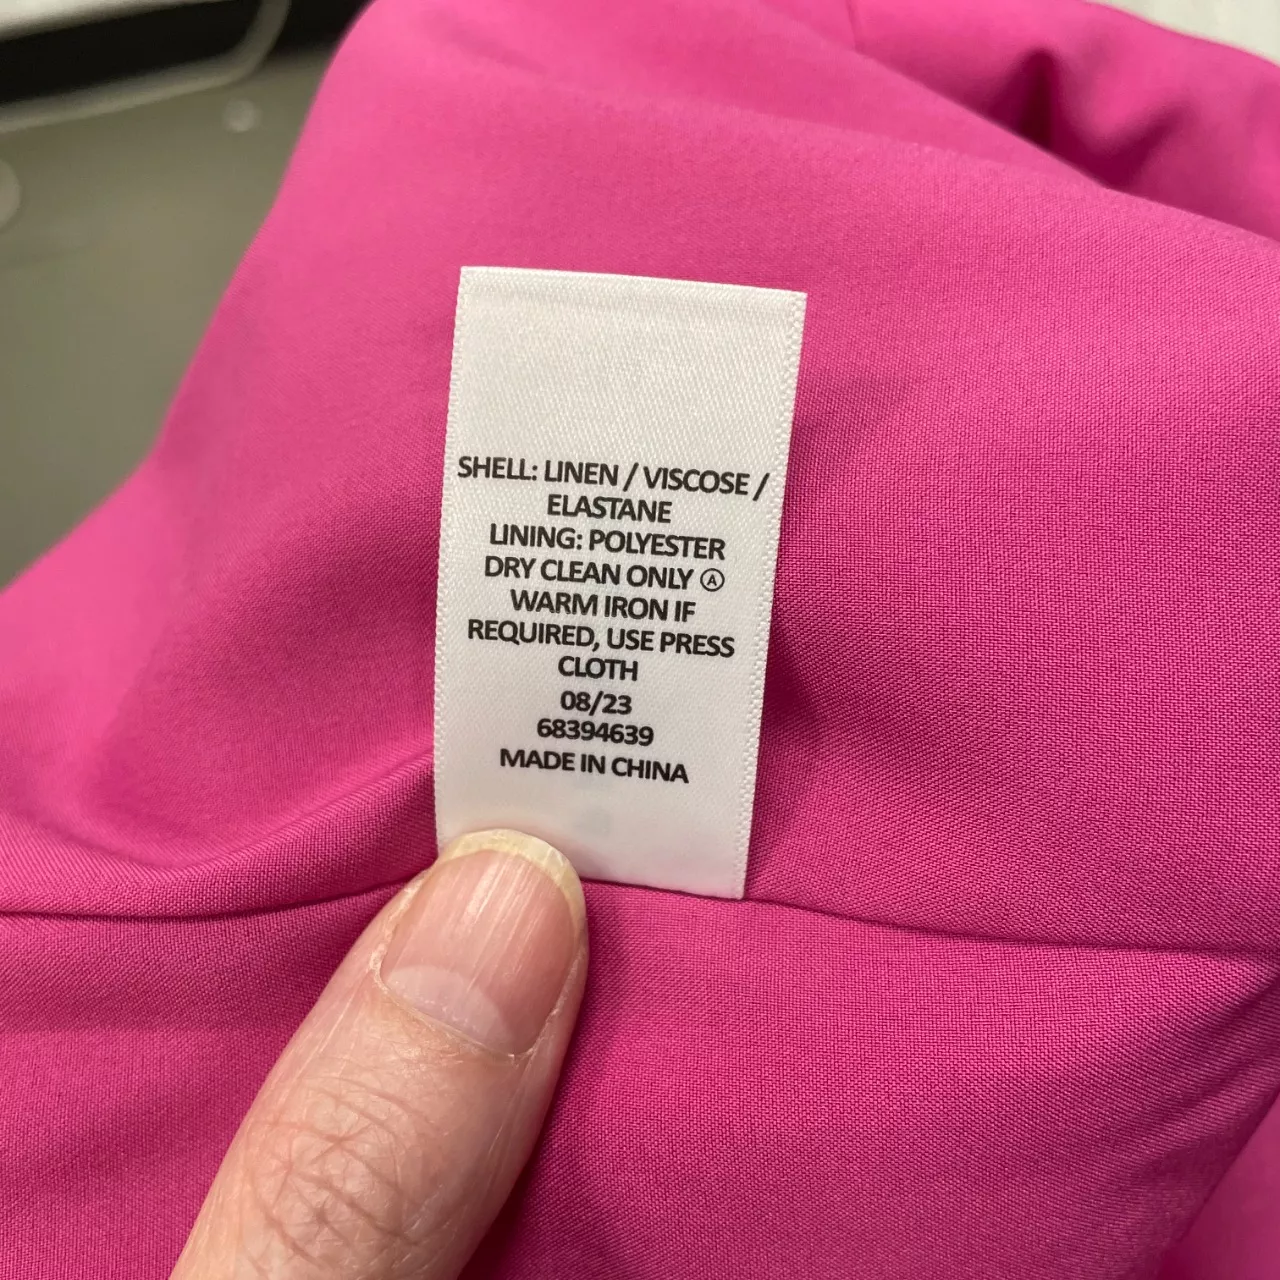 SHELL: LINEN / VISCOSE /
ELASTANE
LINING: POLYESTER
DRY CLEAN ONLY Ⓐ
WARM IRON IF
REQUIRED, USE PRESS
CLOTH
08/23
68394639
MADE IN CHINA